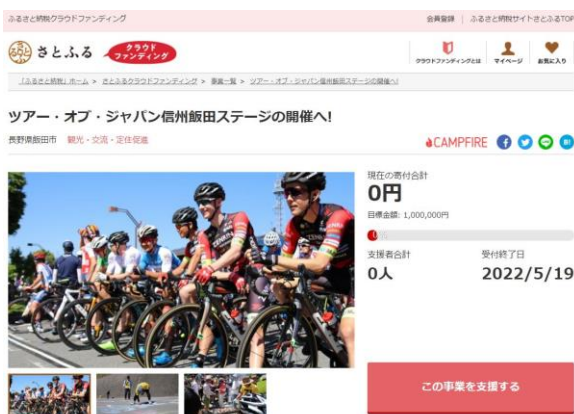 ふるさと納税クラウドファンディング
会員登録 | ふるさと納税サイトさとふるTOP
さとふる
クラウド
ファンディング
クラウドファンディングとは
マイページ
お気に入り
「ふるさと納税」ホーム > さとふるクラウドファンディング > 事業一覧 > ツアー・オブ・ジャパン信州飯田ステージの開催へ!
ツアー・オブ・ジャパン信州飯田ステージの開催へ!
長野県飯田市 観光・交流・定住促進
CAMPFIRE
現在の寄付合計
0円
目標金額: 1,000,000円
支援者合計
受付終了日
0人
2022/5/19
この事業を支援する